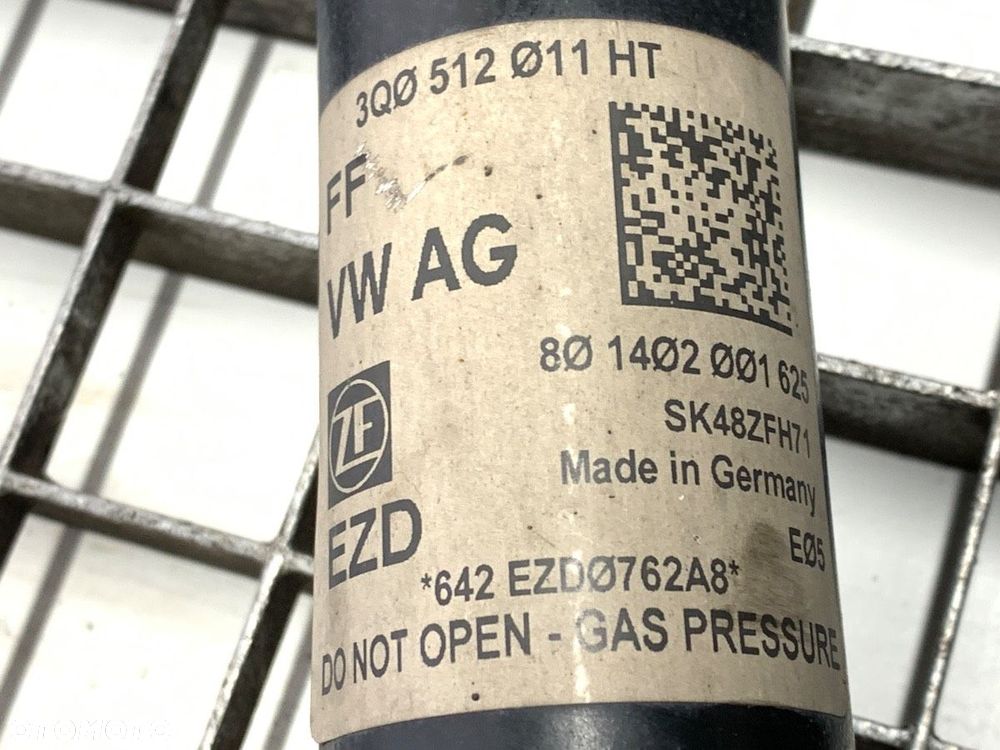 3QØ 512 Ø11 HT
FF
VW AG
8Ø 14Ø2 ØØ1 625
SK48ZFH71
Made in Germany
ZF
EØ5
EZD
*642 EZDØ762A8*
DO NOT OPEN - GAS PRESSURE
OTOMOTO